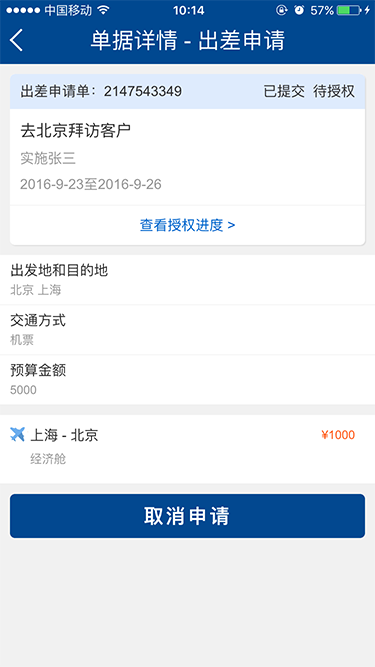 中国移动 10:14 57%
单据详情 - 出差申请
出差申请单：2147543349 已提交 待授权
去北京拜访客户
实施张三
2016-9-23至2016-9-26
查看授权进度 >
出发地和目的地
北京 上海
交通方式
机票
预算金额
5000
上海 - 北京 ¥1000
经济舱
取消申请